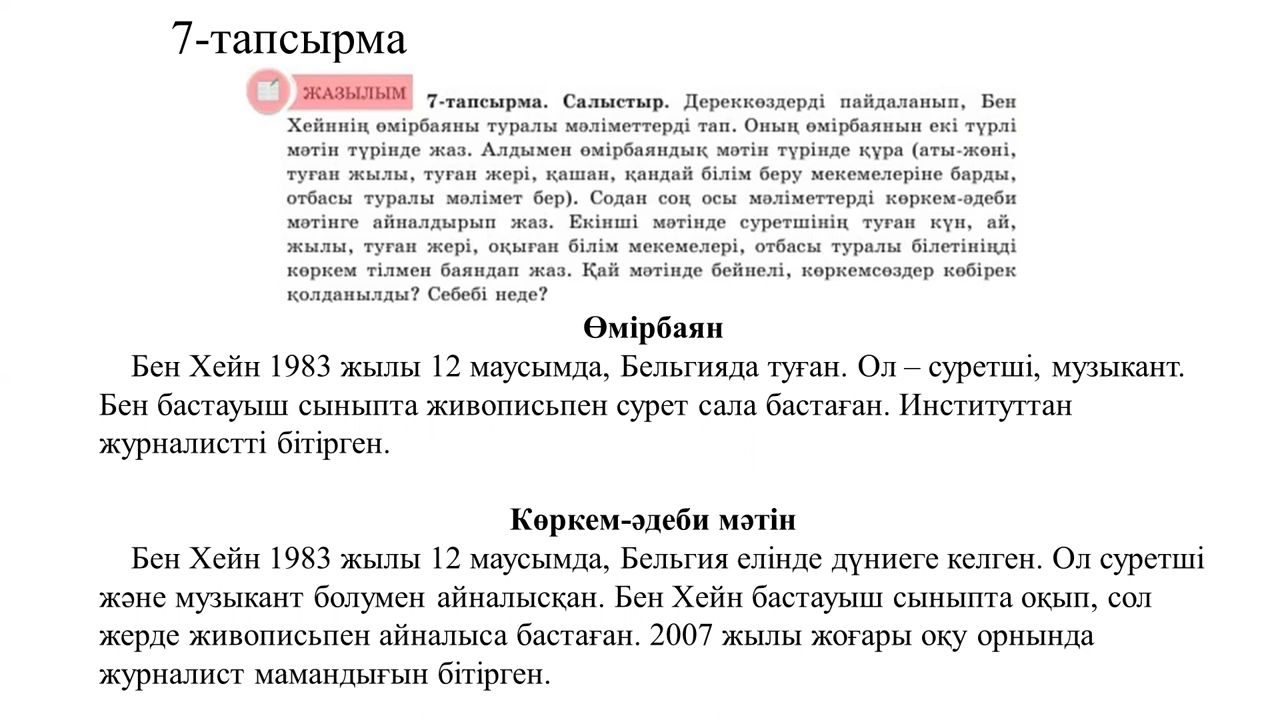 7-тапсырма
ЖАЗЫЛЫМ
7-тапсырма. Салыстыр. Дереккөздерді пайдаланып, Бен
Хейннің өмірбаяны туралы мәліметтерді тап. Оның өмірбаянын екі түрлі
мәтін түрінде жаз. Алдымен өмірбаяндық мәтін түрінде құра (аты-жөні,
туған жылы, туған жері, қашан, қандай білім беру мекемелеріне барды,
отбасы туралы мәлімет бер). Содан соң осы мәліметтерді көркем-әдеби
мәтінге айналдырып жаз. Екінші мәтінде суретшінің туған күн, ай,
жылы, туған жері, оқыған білім мекемелері, отбасы туралы білетініңді
көркем тілмен баяндап жаз. Қай мәтінде бейнелі, көркемсөздер көбірек
қолданылды? Себебі неде?
Өмірбаян
Бен Хейн 1983 жылы 12 маусымда, Бельгияда туған. Ол – суретші, музыкант.
Бен бастауыш сыныпта живописьпен сурет сала бастаған. Институттан
журналистті бітірген.
Көркем-әдеби мәтін
Бен Хейн 1983 жылы 12 маусымда, Бельгия елінде дүниеге келген. Ол суретші
және музыкант болумен айналысқан. Бен Хейн бастауыш сыныпта оқып, сол
жерде живописьпен айналыса бастаған. 2007 жылы жоғары оқу орнында
журналист мамандығын бітірген.